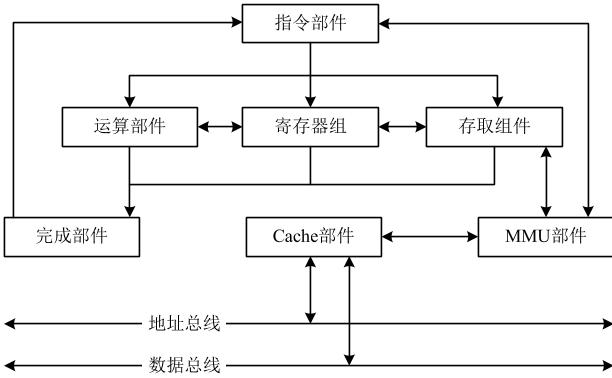 指令部件
运算部件
寄存器组
存取组件
完成部件
Cache部件
MMU部件
地址总线
数据总线